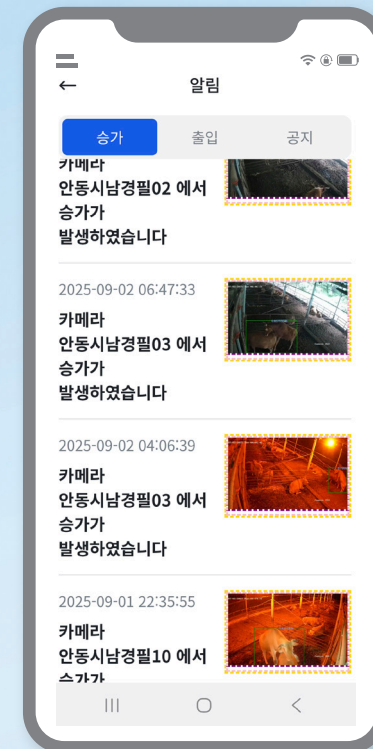 알림
승가 출입 공지
카메라
안동시남경필02 에서
승가가
발생하였습니다
2025-09-02 06:47:33
카메라
안동시남경필03 에서
승가가
발생하였습니다
2025-09-02 04:06:39
카메라
안동시남경필03 에서
승가가
발생하였습니다
2025-09-01 22:35:55
카메라
안동시남경필10 에서
승가가